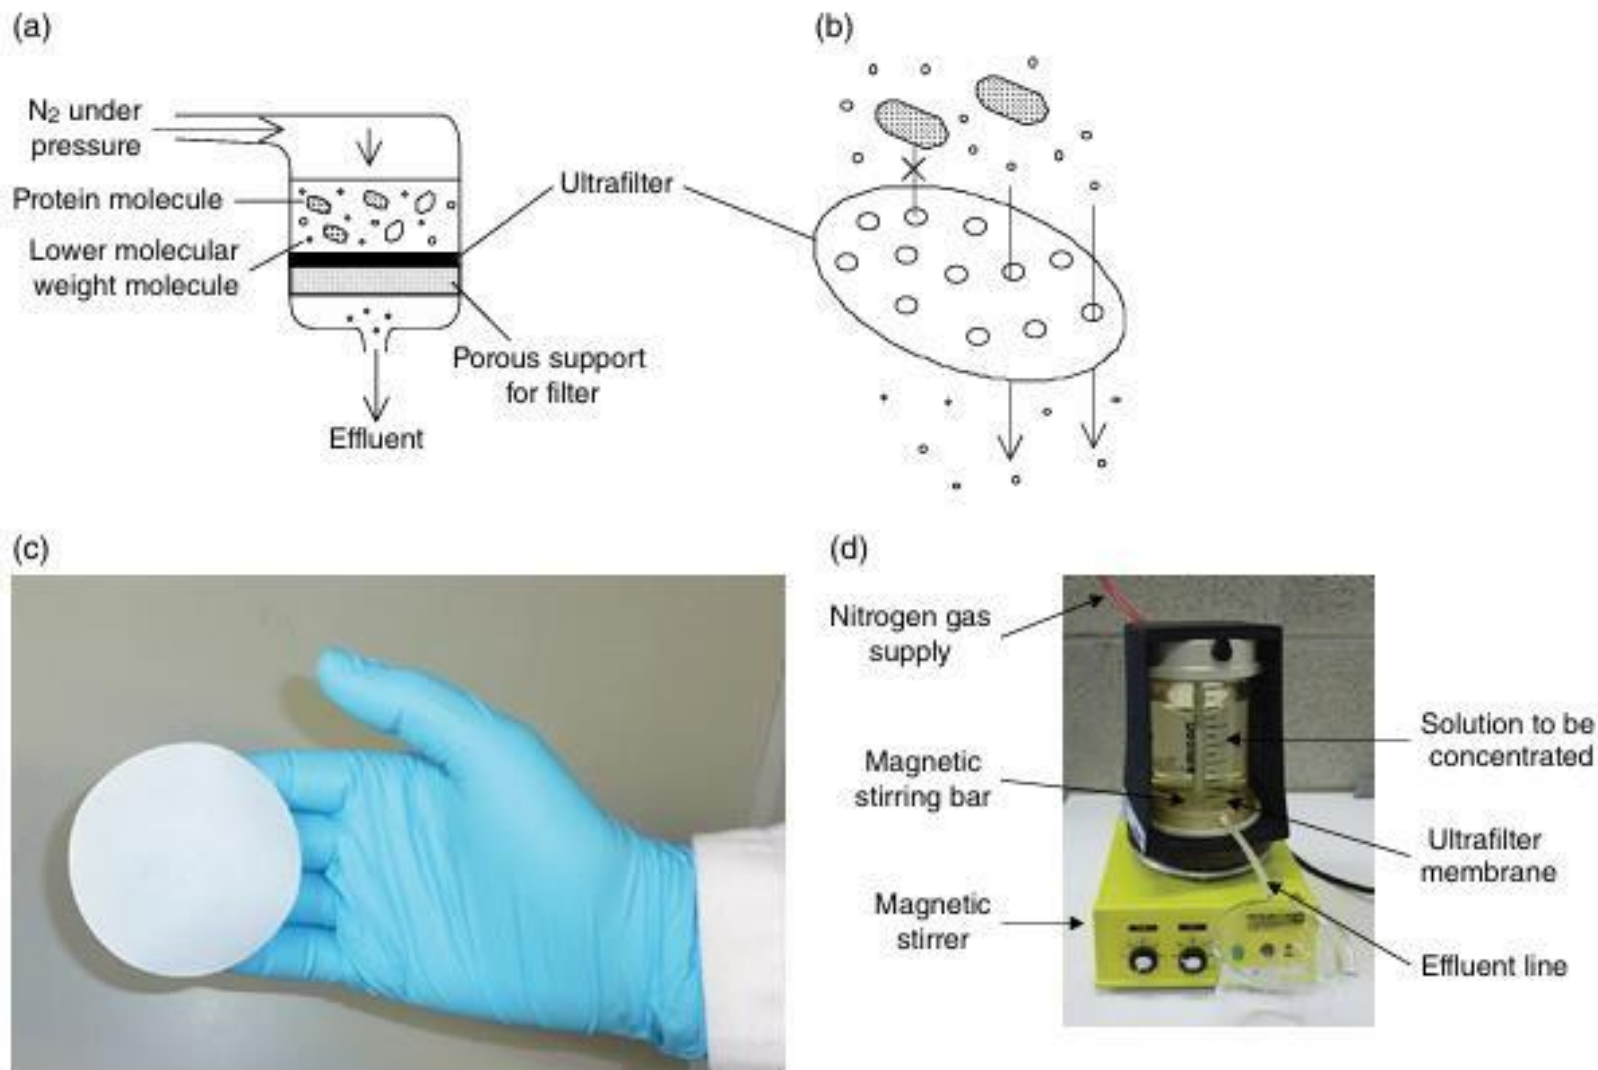 (a)
N2 under
pressure
Protein molecule
Lower molecular
weight molecule
Ultrafilter
Porous support
for filter
Effluent
(b)
(c)
(d)
Nitrogen gas
supply
Magnetic
stirring bar
Magnetic
stirrer
Solution to be
concentrated
Ultrafilter
membrane
Effluent line
amicon